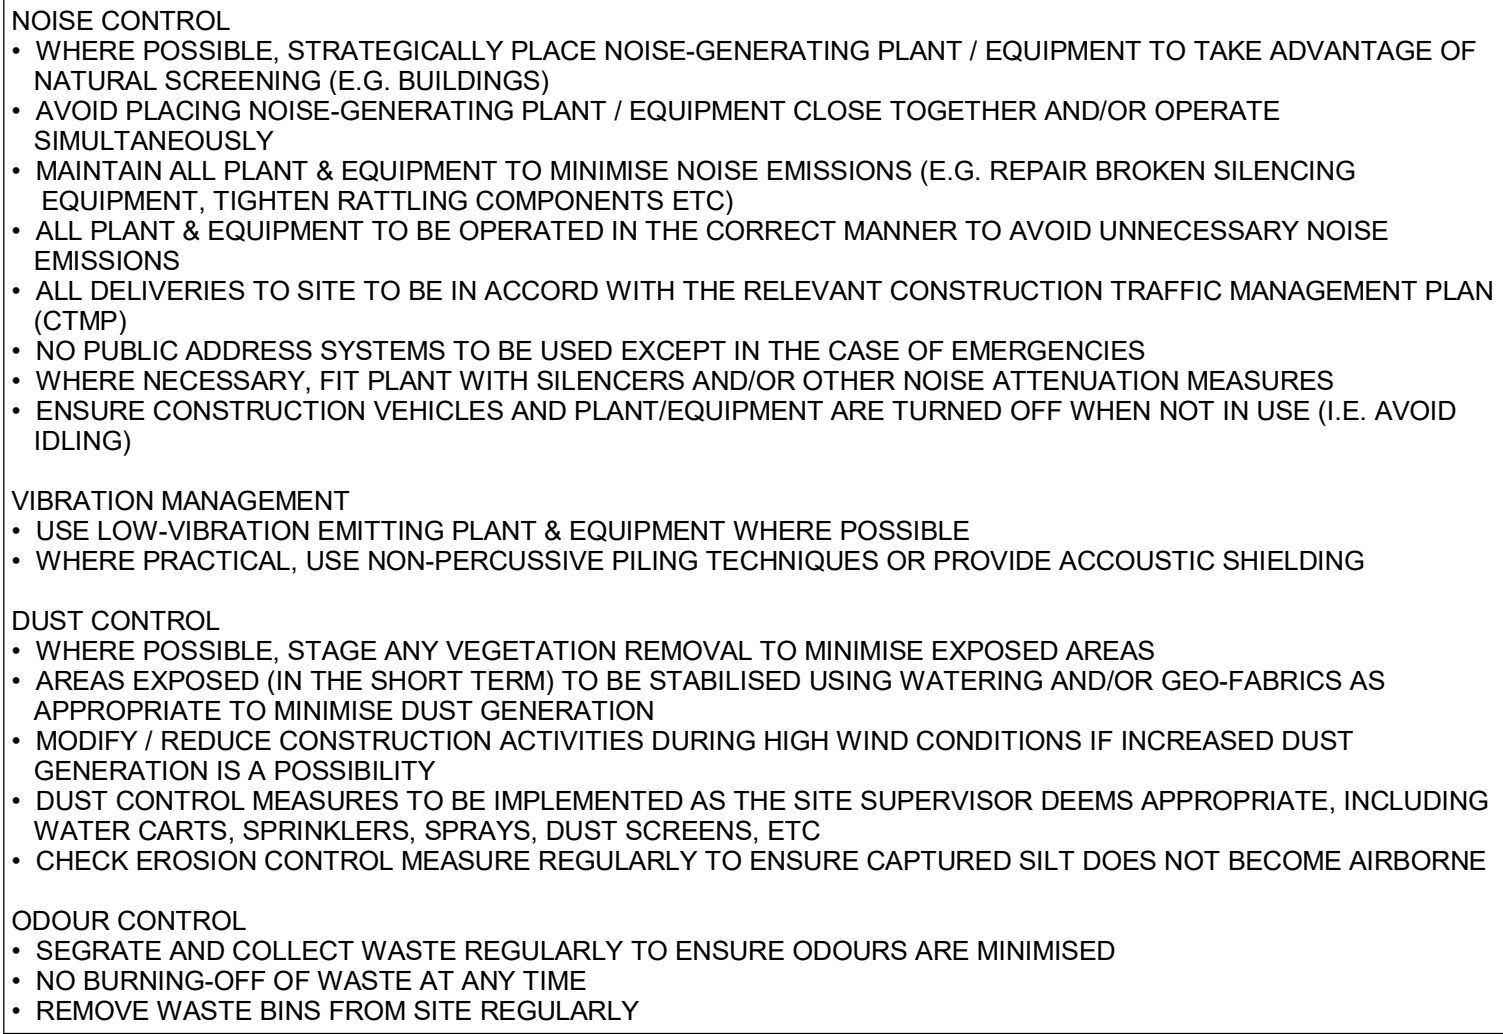 NOISE CONTROL
• WHERE POSSIBLE, STRATEGICALLY PLACE NOISE-GENERATING PLANT / EQUIPMENT TO TAKE ADVANTAGE OF
NATURAL SCREENING (E.G. BUILDINGS)
• AVOID PLACING NOISE-GENERATING PLANT / EQUIPMENT CLOSE TOGETHER AND/OR OPERATE
SIMULTANEOUSLY
• MAINTAIN ALL PLANT & EQUIPMENT TO MINIMISE NOISE EMISSIONS (E.G. REPAIR BROKEN SILENCING
EQUIPMENT, TIGHTEN RATTLING COMPONENTS ETC)
• ALL PLANT & EQUIPMENT TO BE OPERATED IN THE CORRECT MANNER TO AVOID UNNECESSARY NOISE
EMISSIONS
• ALL DELIVERIES TO SITE TO BE IN ACCORD WITH THE RELEVANT CONSTRUCTION TRAFFIC MANAGEMENT PLAN
(CTMP)
• NO PUBLIC ADDRESS SYSTEMS TO BE USED EXCEPT IN THE CASE OF EMERGENCIES
• WHERE NECESSARY, FIT PLANT WITH SILENCERS AND/OR OTHER NOISE ATTENUATION MEASURES
• ENSURE CONSTRUCTION VEHICLES AND PLANT/EQUIPMENT ARE TURNED OFF WHEN NOT IN USE (I.E. AVOID
IDLING)
VIBRATION MANAGEMENT
• USE LOW-VIBRATION EMITTING PLANT & EQUIPMENT WHERE POSSIBLE
• WHERE PRACTICAL, USE NON-PERCUSSIVE PILING TECHNIQUES OR PROVIDE ACCOUSTIC SHIELDING
DUST CONTROL
• WHERE POSSIBLE, STAGE ANY VEGETATION REMOVAL TO MINIMISE EXPOSED AREAS
• AREAS EXPOSED (IN THE SHORT TERM) TO BE STABILISED USING WATERING AND/OR GEO-FABRICS AS
APPROPRIATE TO MINIMISE DUST GENERATION
• MODIFY / REDUCE CONSTRUCTION ACTIVITIES DURING HIGH WIND CONDITIONS IF INCREASED DUST
GENERATION IS A POSSIBILITY
• DUST CONTROL MEASURES TO BE IMPLEMENTED AS THE SITE SUPERVISOR DEEMS APPROPRIATE, INCLUDING
WATER CARTS, SPRINKLERS, SPRAYS, DUST SCREENS, ETC
• CHECK EROSION CONTROL MEASURE REGULARLY TO ENSURE CAPTURED SILT DOES NOT BECOME AIRBORNE
ODOUR CONTROL
• SEGRATE AND COLLECT WASTE REGULARLY TO ENSURE ODOURS ARE MINIMISED
• NO BURNING-OFF OF WASTE AT ANY TIME
• REMOVE WASTE BINS FROM SITE REGULARLY